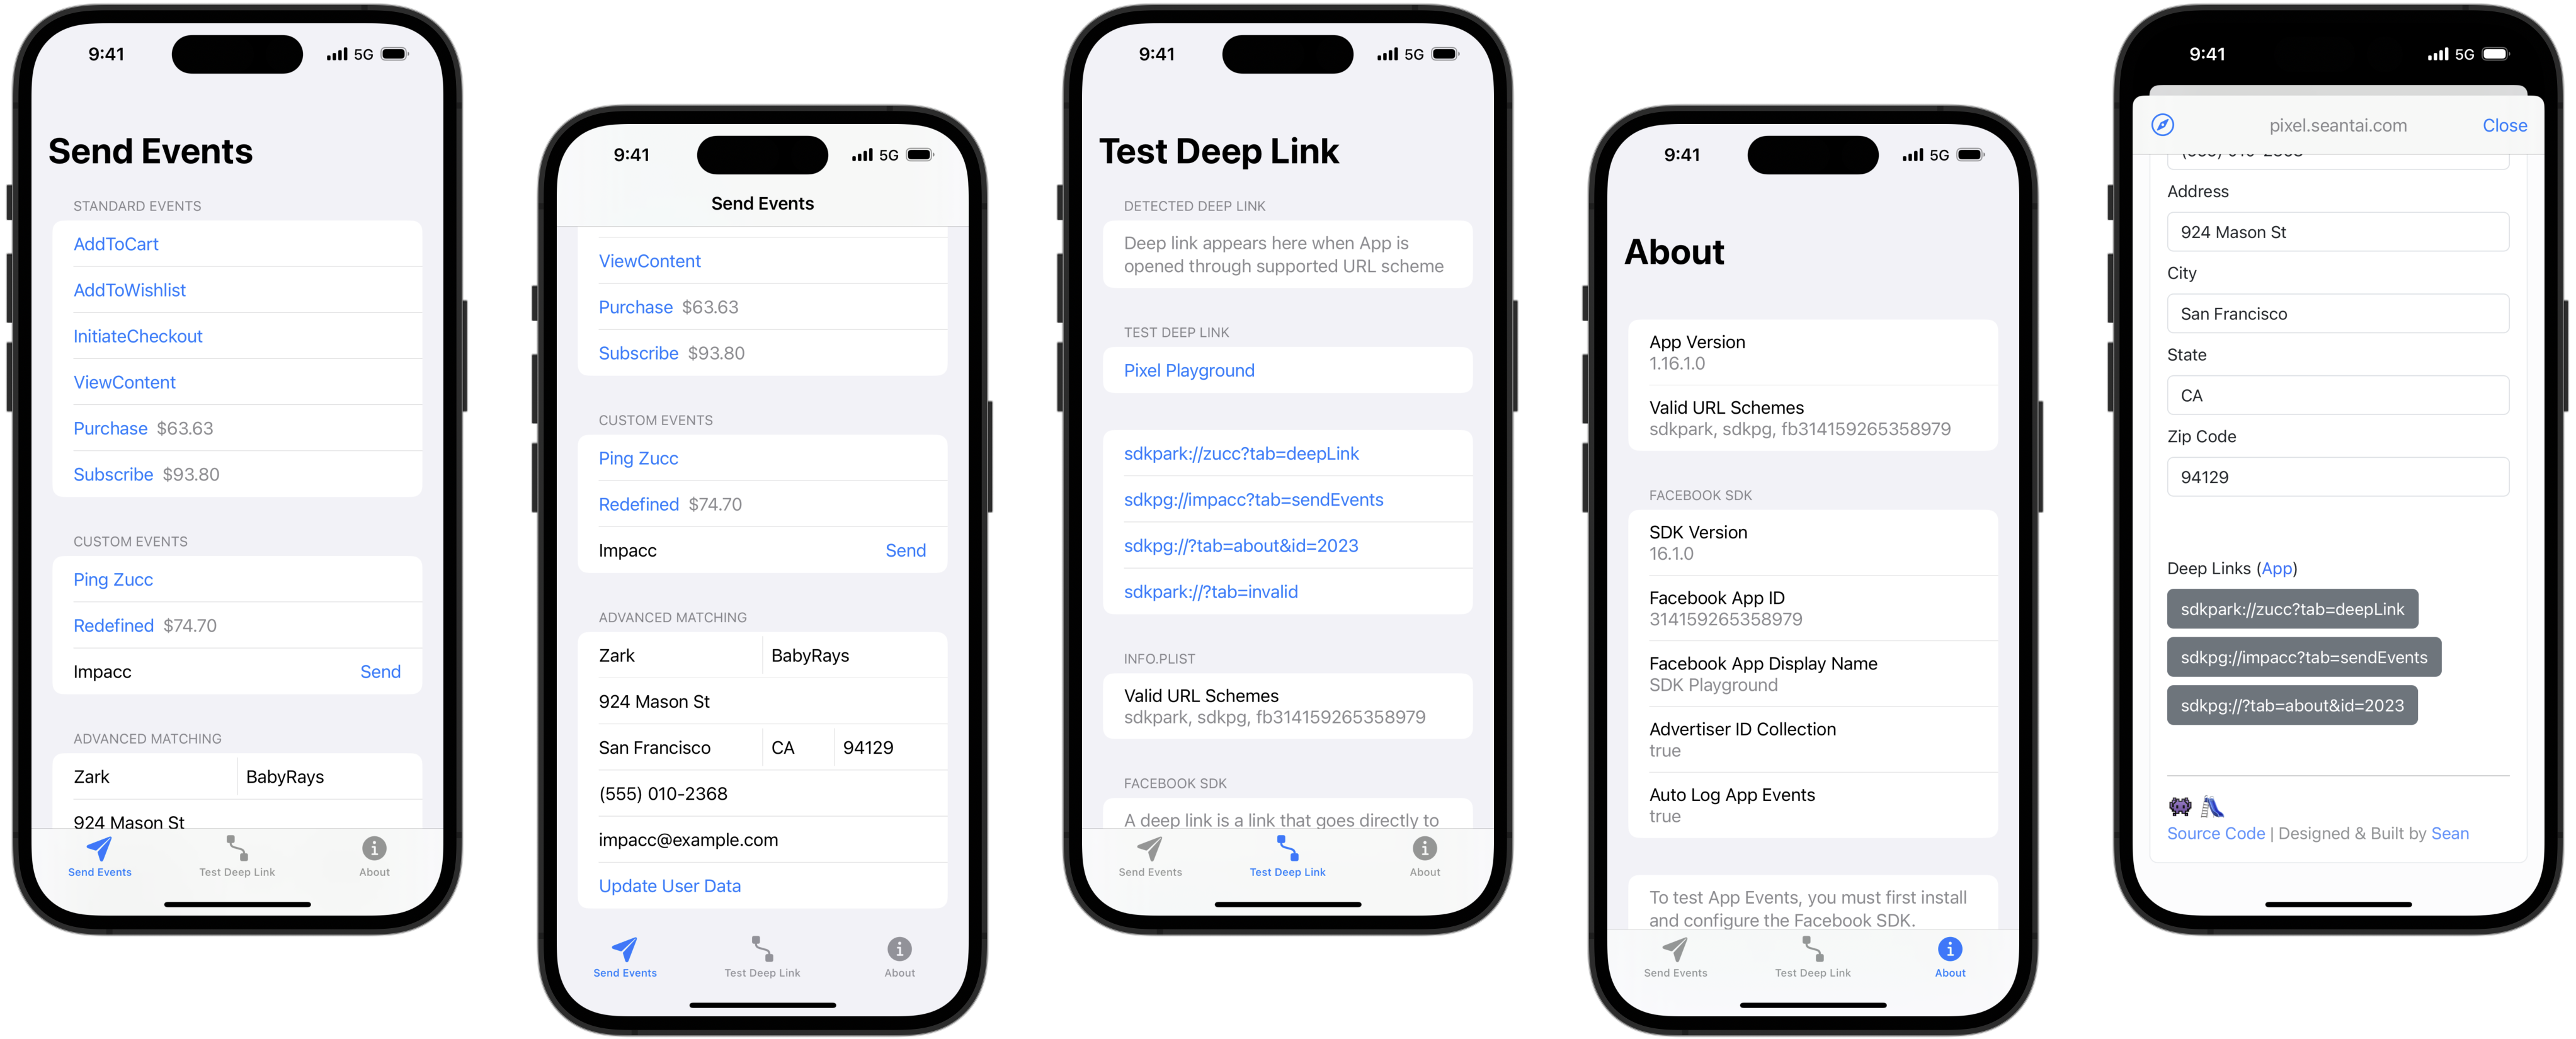 9:41
5G
Send Events
STANDARD EVENTS
AddToCart
AddToWishlist
InitiateCheckout
ViewContent
Purchase $63.63
Subscribe $93.80
CUSTOM EVENTS
Ping Zucc
Redefined $74.70
Impacc Send
ADVANCED MATCHING
Zark BabyRays
924 Mason St
Send Events Test Deep Link About
9:41
5G
Send Events
ViewContent
Purchase $63.63
Subscribe $93.80
CUSTOM EVENTS
Ping Zucc
Redefined $74.70
Impacc Send
ADVANCED MATCHING
Zark BabyRays
924 Mason St
San Francisco CA 94129
(555) 010-2368
impacc@example.com
Update User Data
Send Events Test Deep Link About
9:41
5G
Test Deep Link
DETECTED DEEP LINK
Deep link appears here when App is
opened through supported URL scheme
TEST DEEP LINK
Pixel Playground
sdkpark://zucc?tab=deepLink
sdkpg://impacc?tab=sendEvents
sdkpg://?tab=about&id=2023
sdkpark://?tab=invalid
INFO.PLIST
Valid URL Schemes
sdkpark, sdkpg, fb314159265358979
FACEBOOK SDK
A deep link is a link that goes directly to
Send Events Test Deep Link About
9:41
5G
About
App Version
1.16.1.0
Valid URL Schemes
sdkpark, sdkpg, fb314159265358979
FACEBOOK SDK
SDK Version
16.1.0
Facebook App ID
314159265358979
Facebook App Display Name
SDK Playground
Advertiser ID Collection
true
Auto Log App Events
true
To test App Events, you must first install
and configure the Facebook SDK.
Send Events Test Deep Link About
9:41
5G
pixel.seantai.com Close
Address
924 Mason St
City
San Francisco
State
CA
Zip Code
94129
Deep Links (App)
sdkpark://zucc?tab=deepLink
sdkpg://impacc?tab=sendEvents
sdkpg://?tab=about&id=2023
Source Code | Designed & Built by Sean